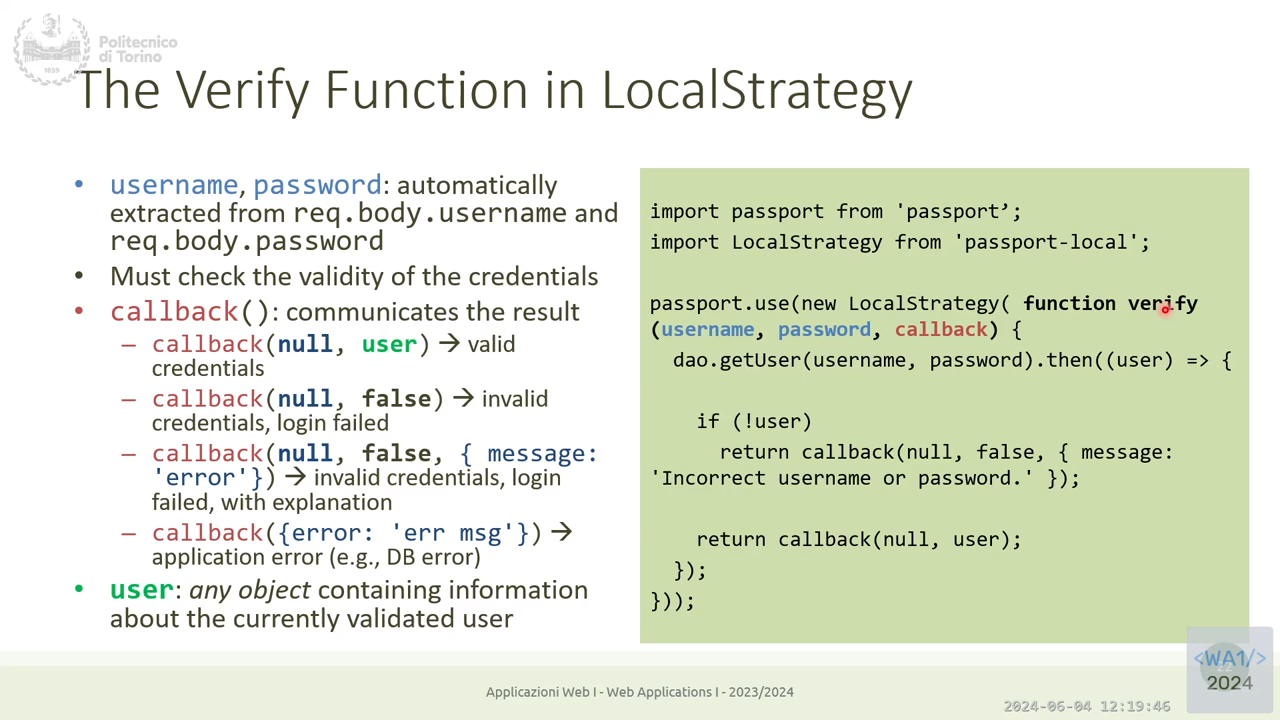 Politecnico
di Torino
1859
The Verify Function in LocalStrategy
• username, password: automatically
extracted from req.body.username and
req.body.password
• Must check the validity of the credentials
• callback(): communicates the result
– callback(null, user) → valid
credentials
– callback(null, false) → invalid
credentials, login failed
– callback(null, false, { message:
'error'}) → invalid credentials, login
failed, with explanation
– callback({error: 'err msg'}) →
application error (e.g., DB error)
• user: any object containing information
about the currently validated user
import passport from 'passport’;
import LocalStrategy from 'passport-local';
passport.use(new LocalStrategy( function verify
(username, password, callback) {
dao.getUser(username, password).then((user) => {
if (!user)
return callback(null, false, { message:
'Incorrect username or password.' });
return callback(null, user);
});
}));
Applicazioni Web I - Web Applications I - 2023/2024
<WA1/>
2024
2024-06-04 12:19:46